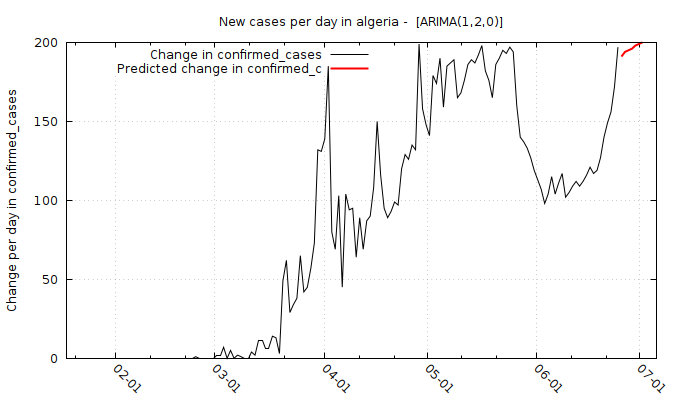 New cases per day in algeria -  [ARIMA(1,2,0)]
Change in confirmed_cases
Predicted change in confirmed_c
Change per day in confirmed_cases
200
150
100
50
0
02-01
03-01
04-01
05-01
06-01
07-01